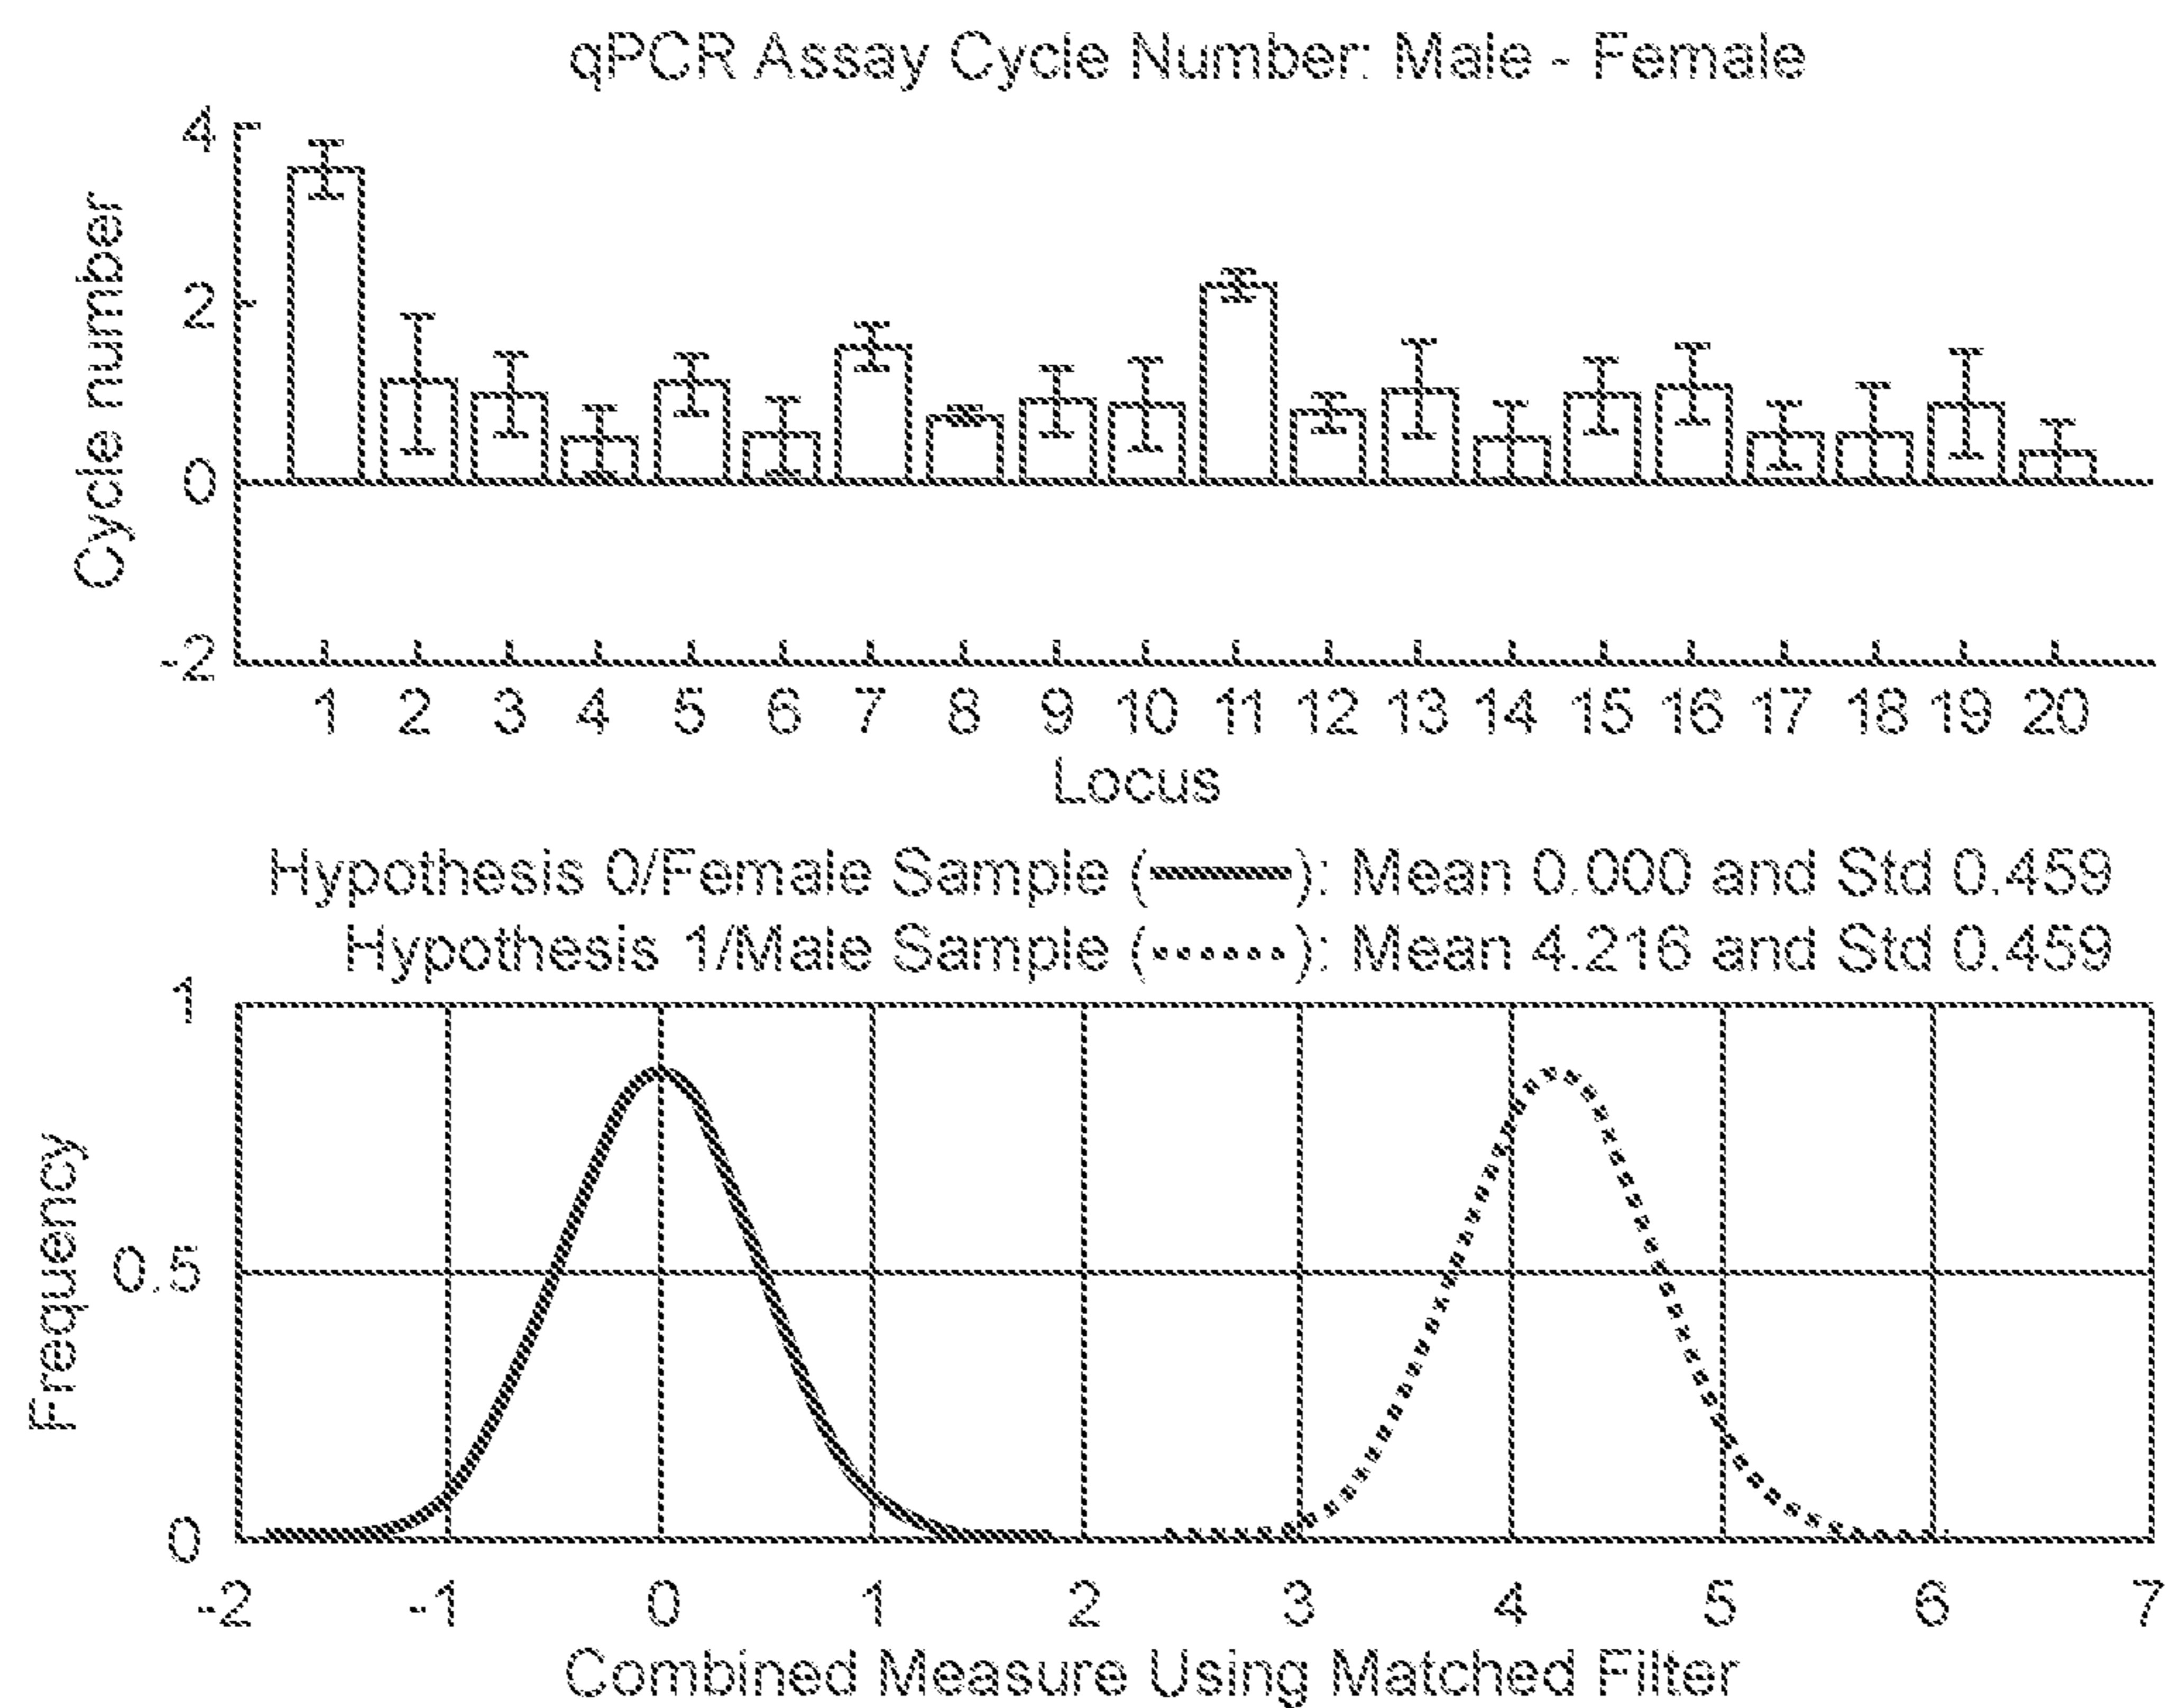 qPCR Assay Cycle Number: Male - Female
4
2
0
-2
Cycle number
1 2 3 4 5 6 7 8 9 10 11 12 13 14 15 16 17 18 19 20
Locus
Hypothesis 0/Female Sample (): Mean 0.000 and Std 0.459
Hypothesis 1/Male Sample (): Mean 4.216 and Std 0.459
1
0.5
0
Frequency
-2 -1 0 1 2 3 4 5 6 7
Combined Measure Using Matched Filter